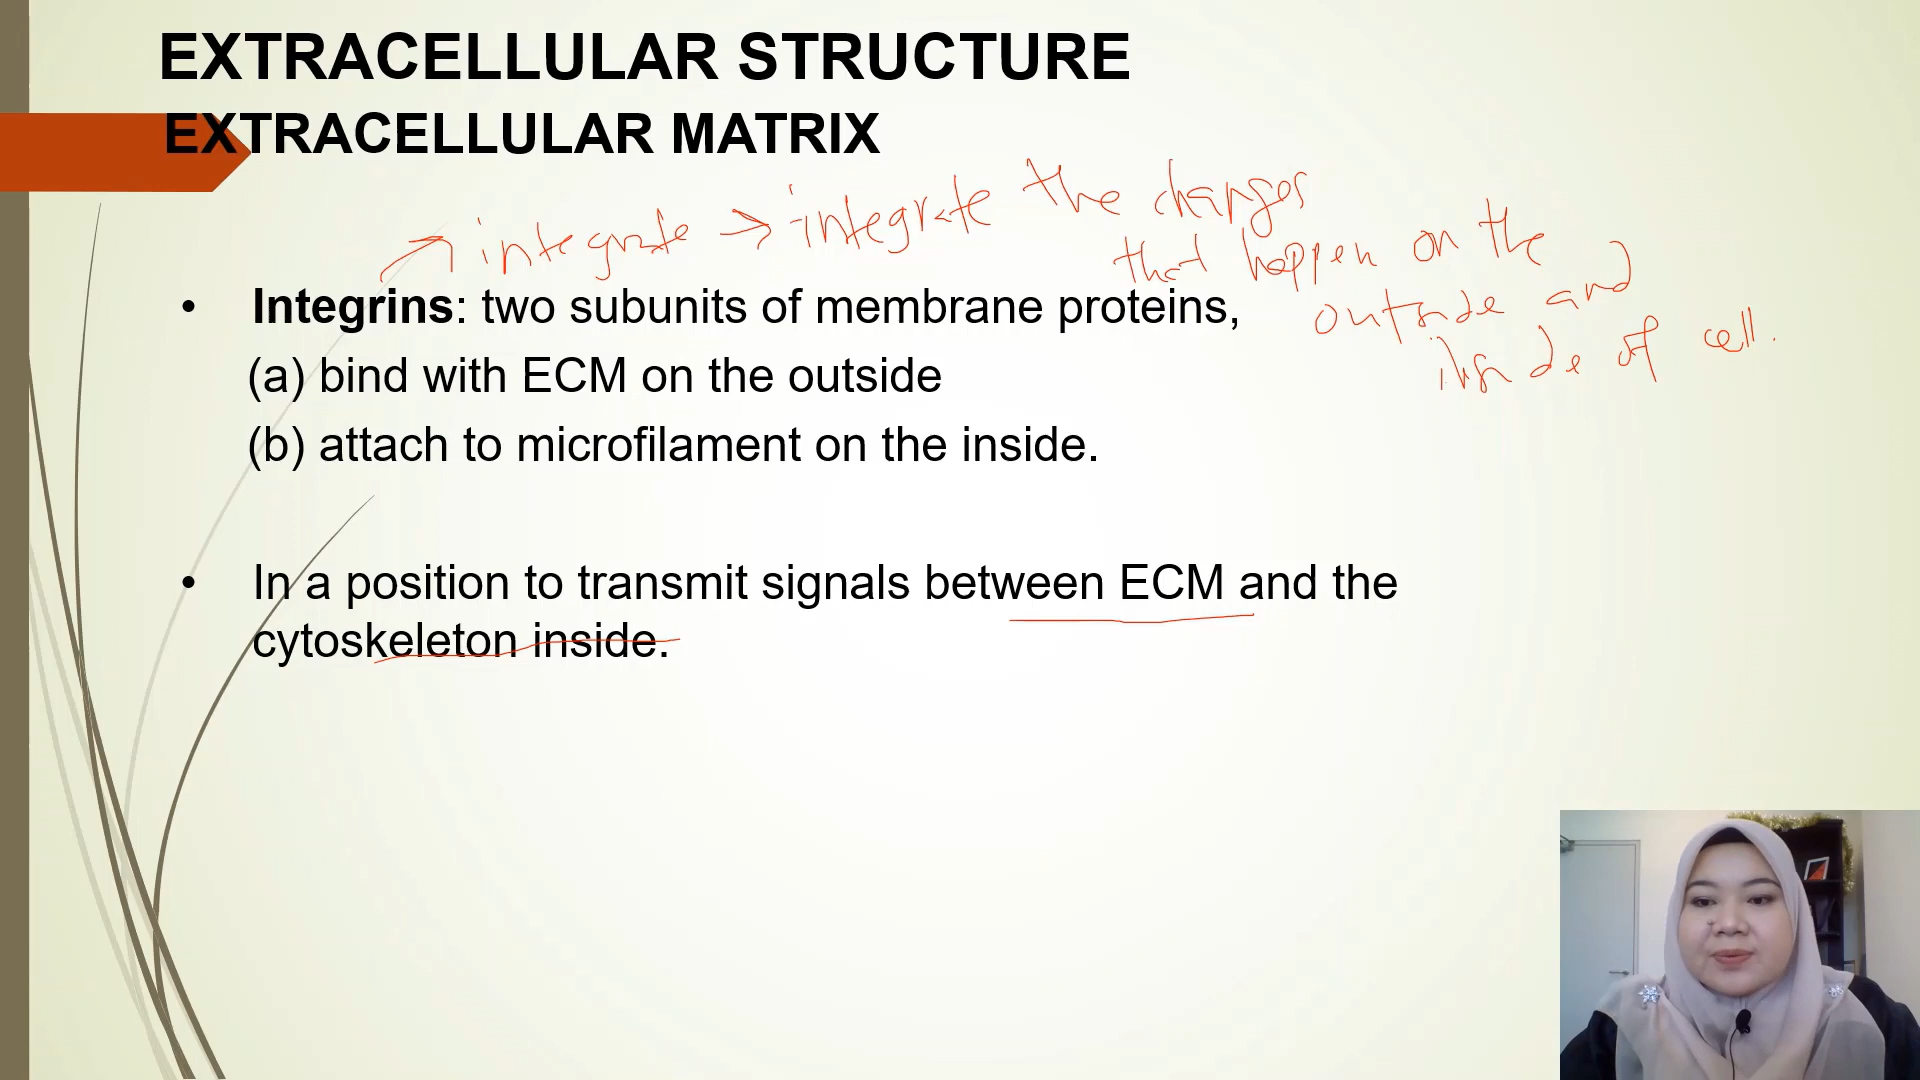 EXTRACELLULAR STRUCTURE
EXTRACELLULAR MATRIX
→ integrate → integrate the changes
that happen on the
outside and
inside of cell.
• Integrins: two subunits of membrane proteins,
(a) bind with ECM on the outside
(b) attach to microfilament on the inside.
• In a position to transmit signals between ECM and the
cytoskeleton inside.